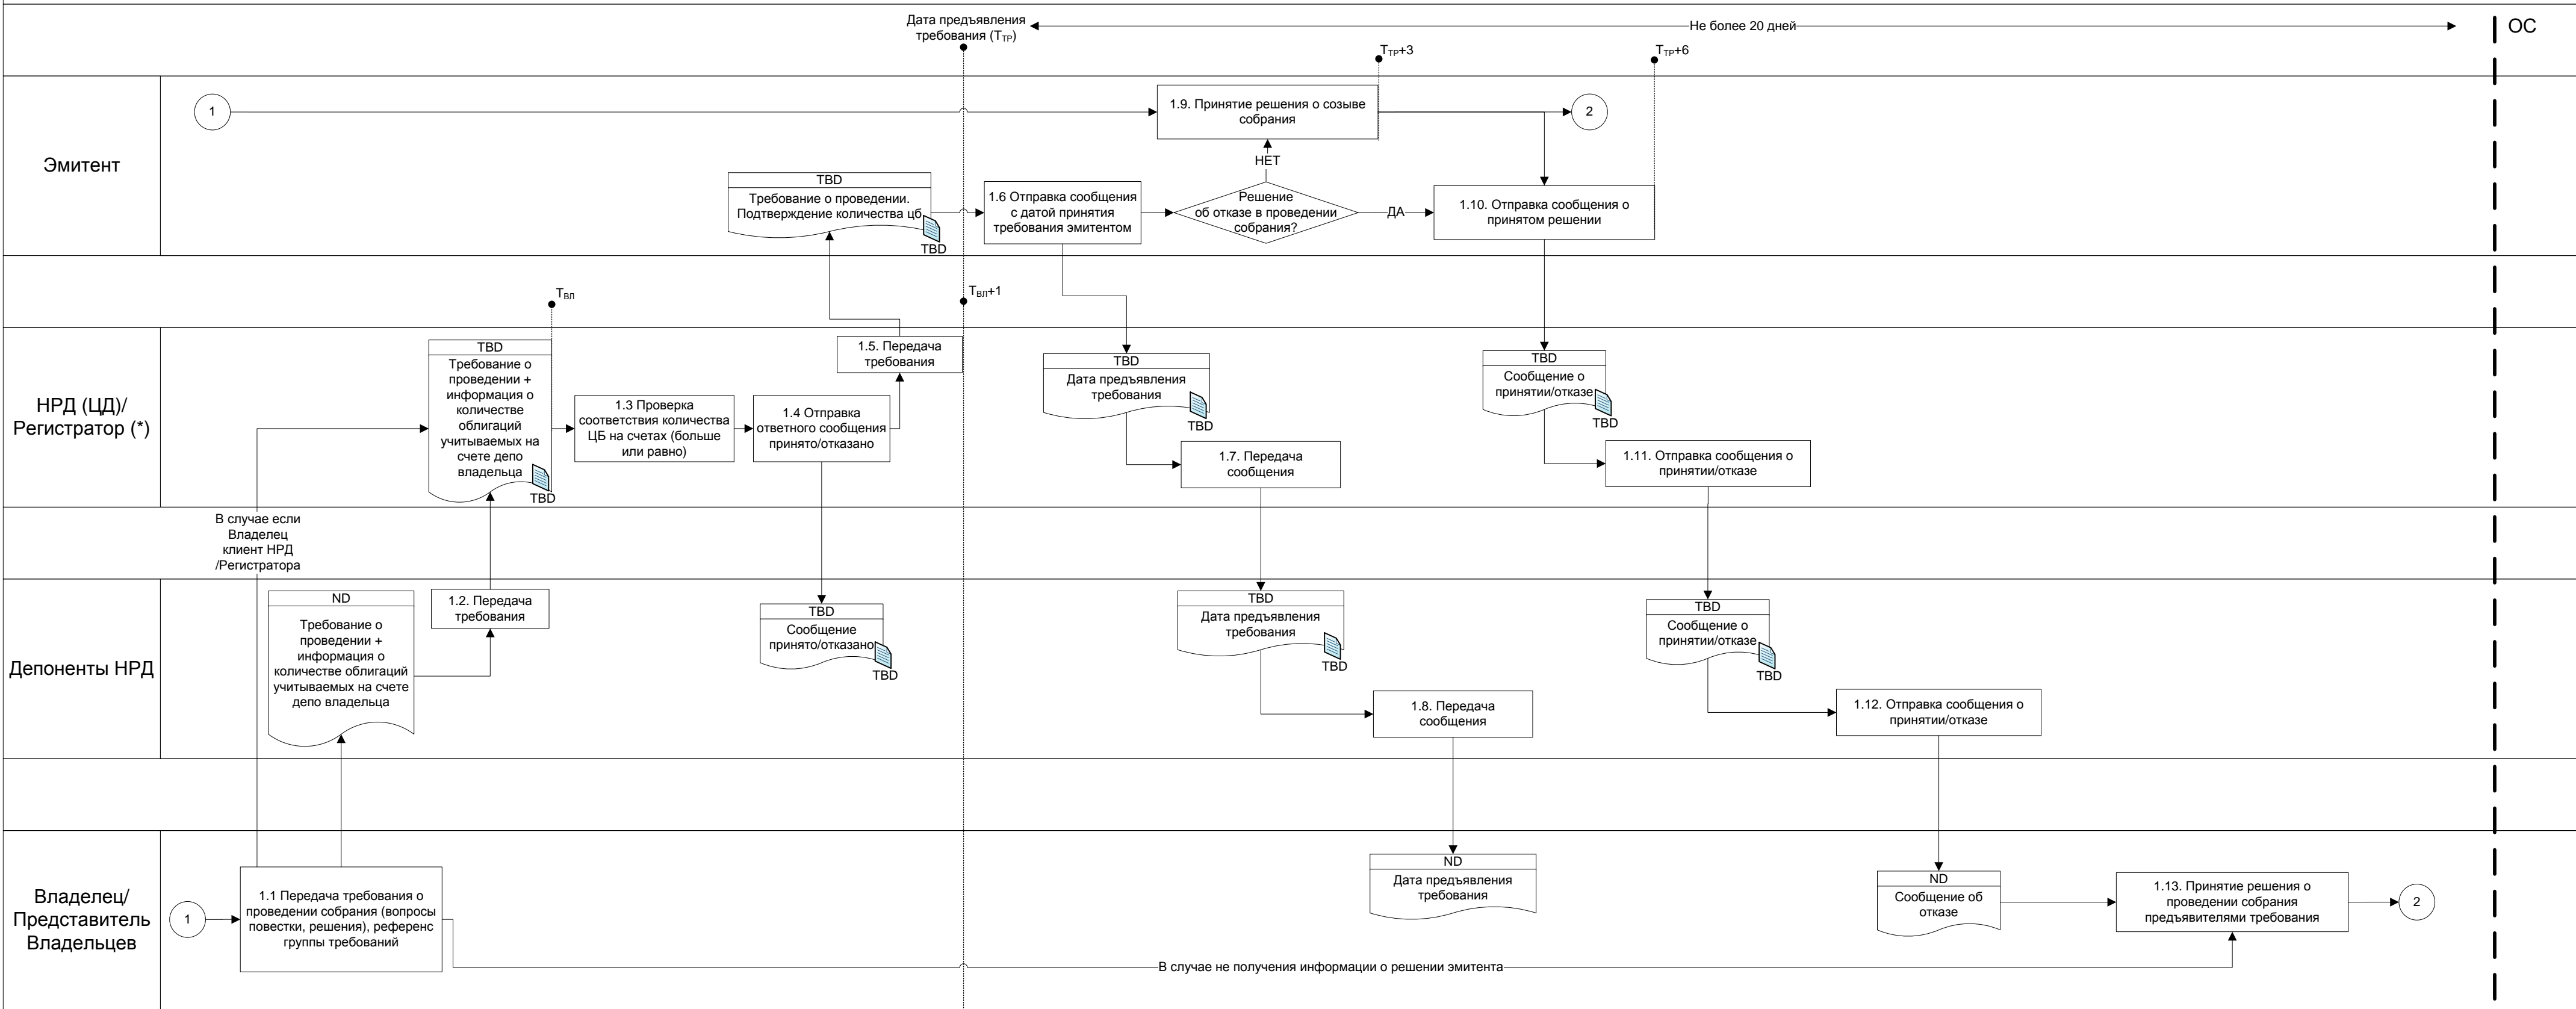 Дата предъявления
требования (ТТР)
Не более 20 дней
ОС
ТТР+3
ТТР+6
Эмитент
1
1.9. Принятие решения о созыве
собрания
2
НЕТ
TBD
Требование о проведении.
Подтверждение количества цб
TBD
1.6 Отправка сообщения
с датой принятия
требования эмитентом
Решение
об отказе в проведении
собрания?
ДА
1.10. Отправка сообщения о
принятом решении
ТВЛ
ТВЛ+1
НРД (ЦД)/
Регистратор (*)
TBD
Требование о
проведении +
информация о
количестве
облигаций
учитываемых на
счете депо
владельца
TBD
1.3 Проверка
соответствия количества
ЦБ на счетах (больше
или равно)
1.4 Отправка
ответного сообщения
принято/отказано
1.5. Передача
требования
TBD
Дата предъявления
требования
TBD
1.7. Передача
сообщения
TBD
Сообщение о
принятии/отказе
TBD
1.11. Отправка сообщения о
принятии/отказе
В случае если
Владелец
клиент НРД
/Регистратора
Депоненты НРД
ND
Требование о
проведении +
информация о
количестве облигаций
учитываемых на счете
депо владельца
1.2. Передача
требования
TBD
Сообщение
принято/отказано
TBD
TBD
Дата предъявления
требования
TBD
1.8. Передача
сообщения
TBD
Сообщение о
принятии/отказе
TBD
1.12. Отправка сообщения о
принятии/отказе
Владелец/
Представитель
Владельцев
1
1.1 Передача требования о
проведении собрания (вопросы
повестки, решения), референс
группы требований
ND
Дата предъявления
требования
ND
Сообщение об
отказе
1.13. Принятие решения о
проведении собрания
предъявителями требования
2
В случае не получения информации о решении эмитента